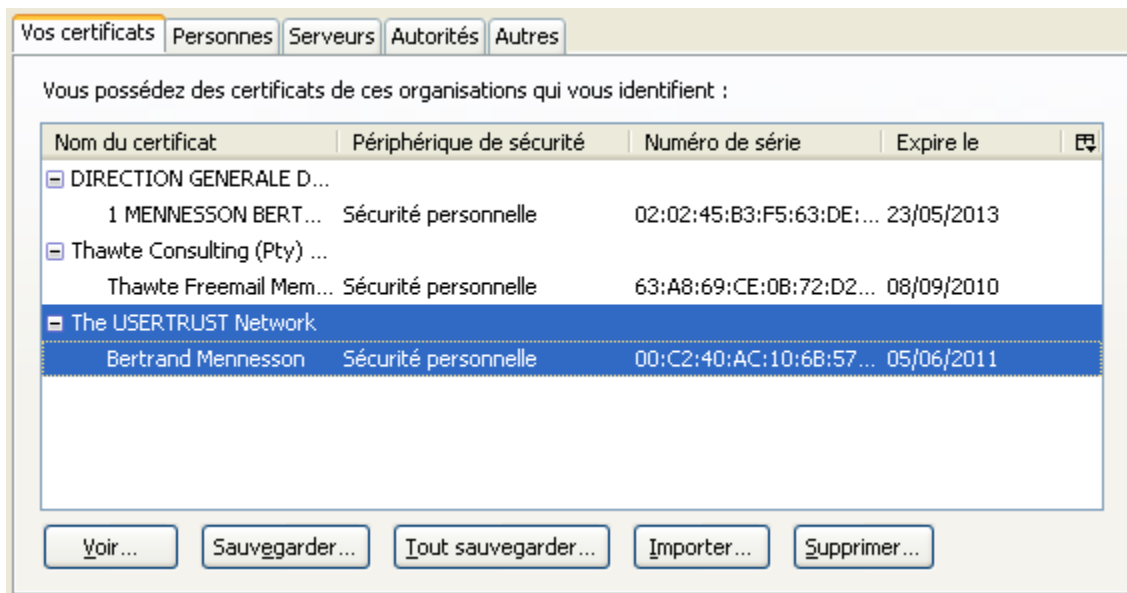 Vos certificats Personnes Serveurs Autorités Autres
Vous possédez des certificats de ces organisations qui vous identifient :
Nom du certificat Périphérique de sécurité Numéro de série Expire le
DIRECTION GENERALE D...
1 MENNESSON BERT... Sécurité personnelle 02:02:45:B3:F5:63:DE:... 23/05/2013
Thawte Consulting (Pty) ...
Thawte Freemail Mem... Sécurité personnelle 63:A8:69:CE:0B:72:D2... 08/09/2010
The USERTRUST Network
Bertrand Mennesson Sécurité personnelle 00:C2:40:AC:10:6B:57... 05/06/2011
Voir... Sauvegarder... Tout sauvegarder... Importer... Supprimer...